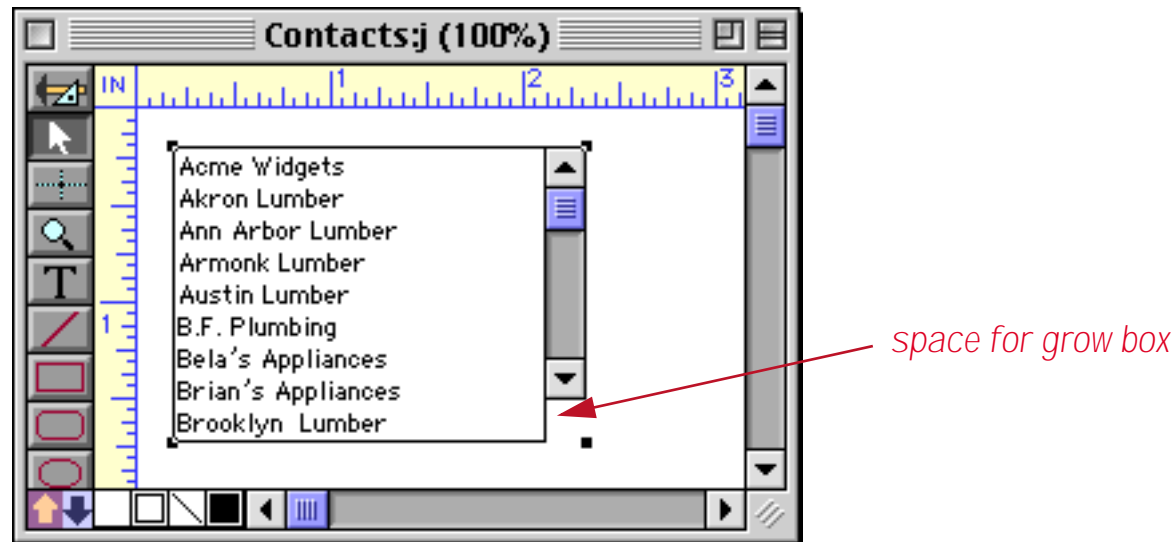 Contacts:j (100%)
IN 1 2 3
Acme Widgets
Akron Lumber
Ann Arbor Lumber
Armonk Lumber
Austin Lumber
T
1
B.F. Plumbing
Bela's Appliances
Brian's Appliances
Brooklyn Lumber
space for grow box